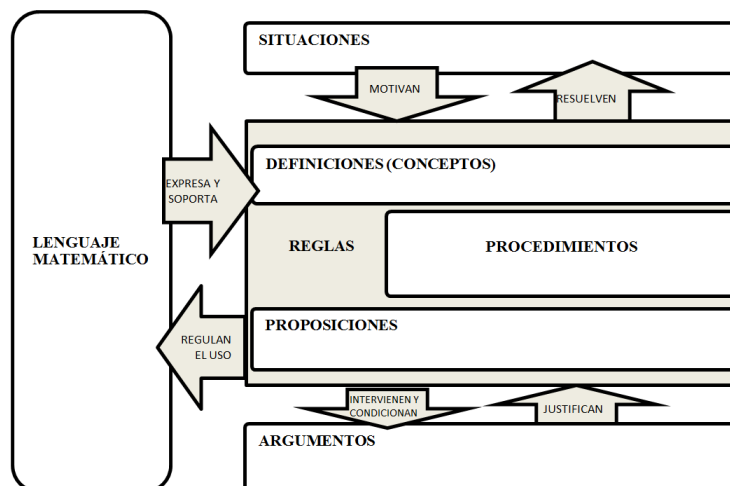 SITUACIONES
MOTIVAN
RESUELVEN
DEFINICIONES (CONCEPTOS)
EXPRESA Y
SOPORTA
LENGUAJE
MATEMÁTICO
REGLAS
PROCEDIMIENTOS
PROPOSICIONES
REGULAN
EL USO
INTERVIENEN Y
CONDICIONAN
JUSTIFICAN
ARGUMENTOS